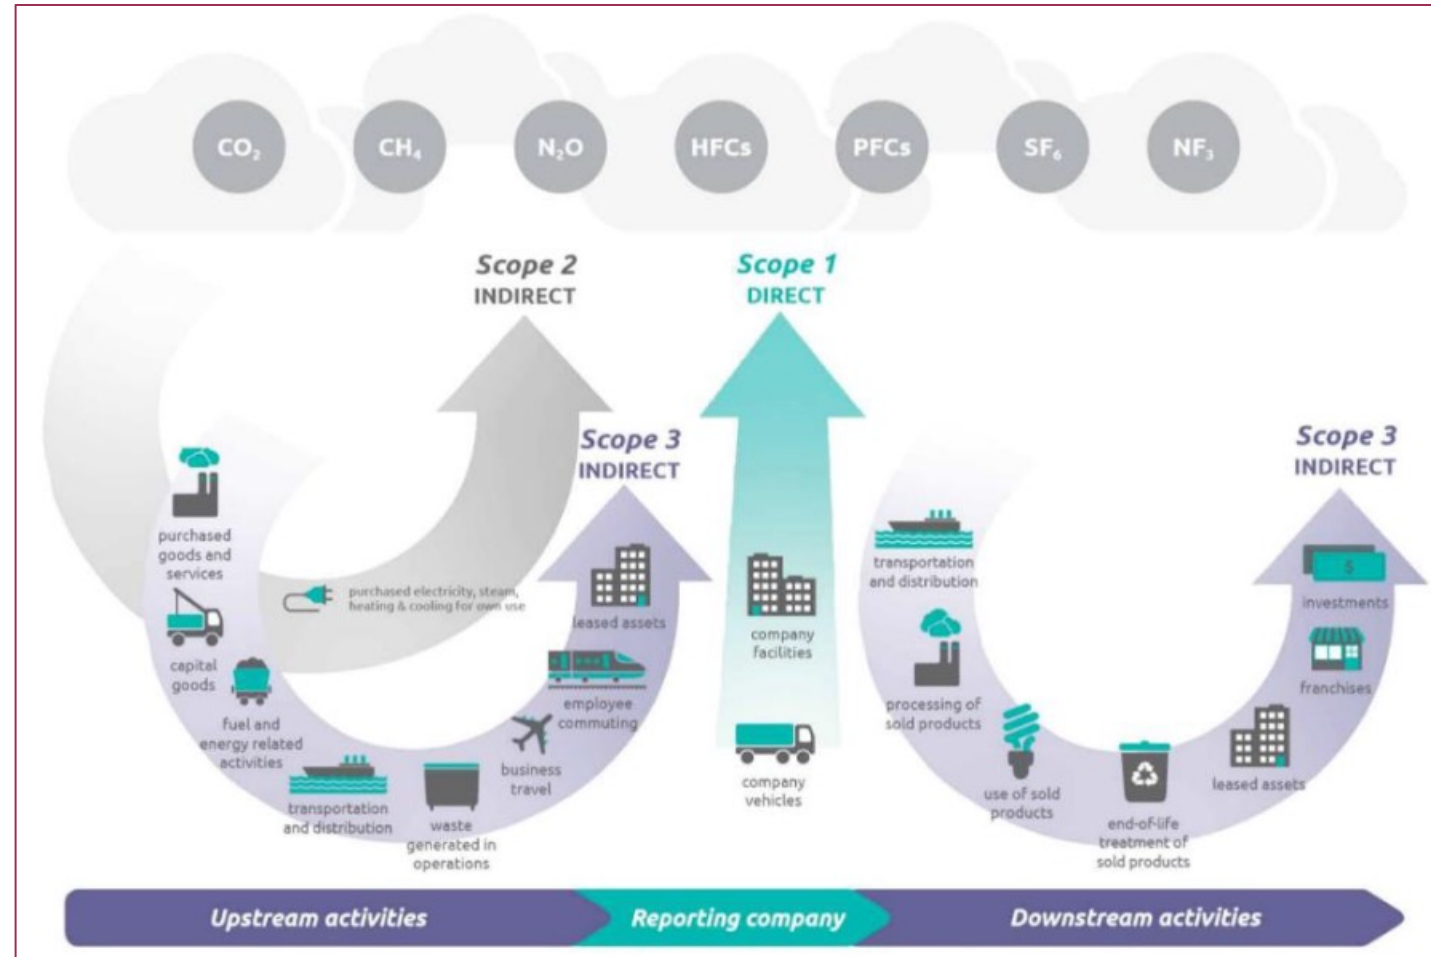 CO₂
CH₄
N₂O
HFCs
PFCs
SF₆
NF₃
Scope 2
INDIRECT
Scope 1
DIRECT
Scope 3
INDIRECT
Scope 3
INDIRECT
purchased
goods and
services
capital
goods
fuel and
energy related
activities
transportation
and distribution
waste
generated in
operations
business
travel
employee
commuting
leased assets
purchased electricity, steam,
heating & cooling for own use
company
facilities
company
vehicles
transportation
and distribution
processing of
sold products
use of sold
products
end-of-life
treatment of
sold products
leased assets
franchises
$
investments
Upstream activities
Reporting company
Downstream activities